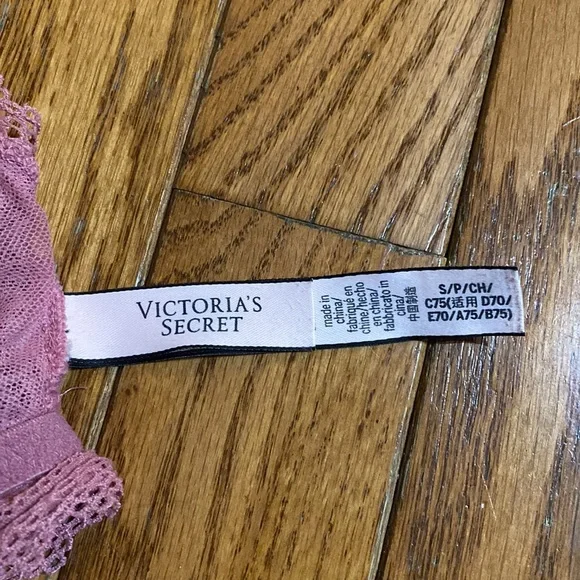 VICTORIA'S
SECRET
made in
china/
fabriqué en
chine/hecho
en china/
fabbricato in
cina/
中国制造
S/P/CH/
C75(适用 D70/
E70/A75/B75)